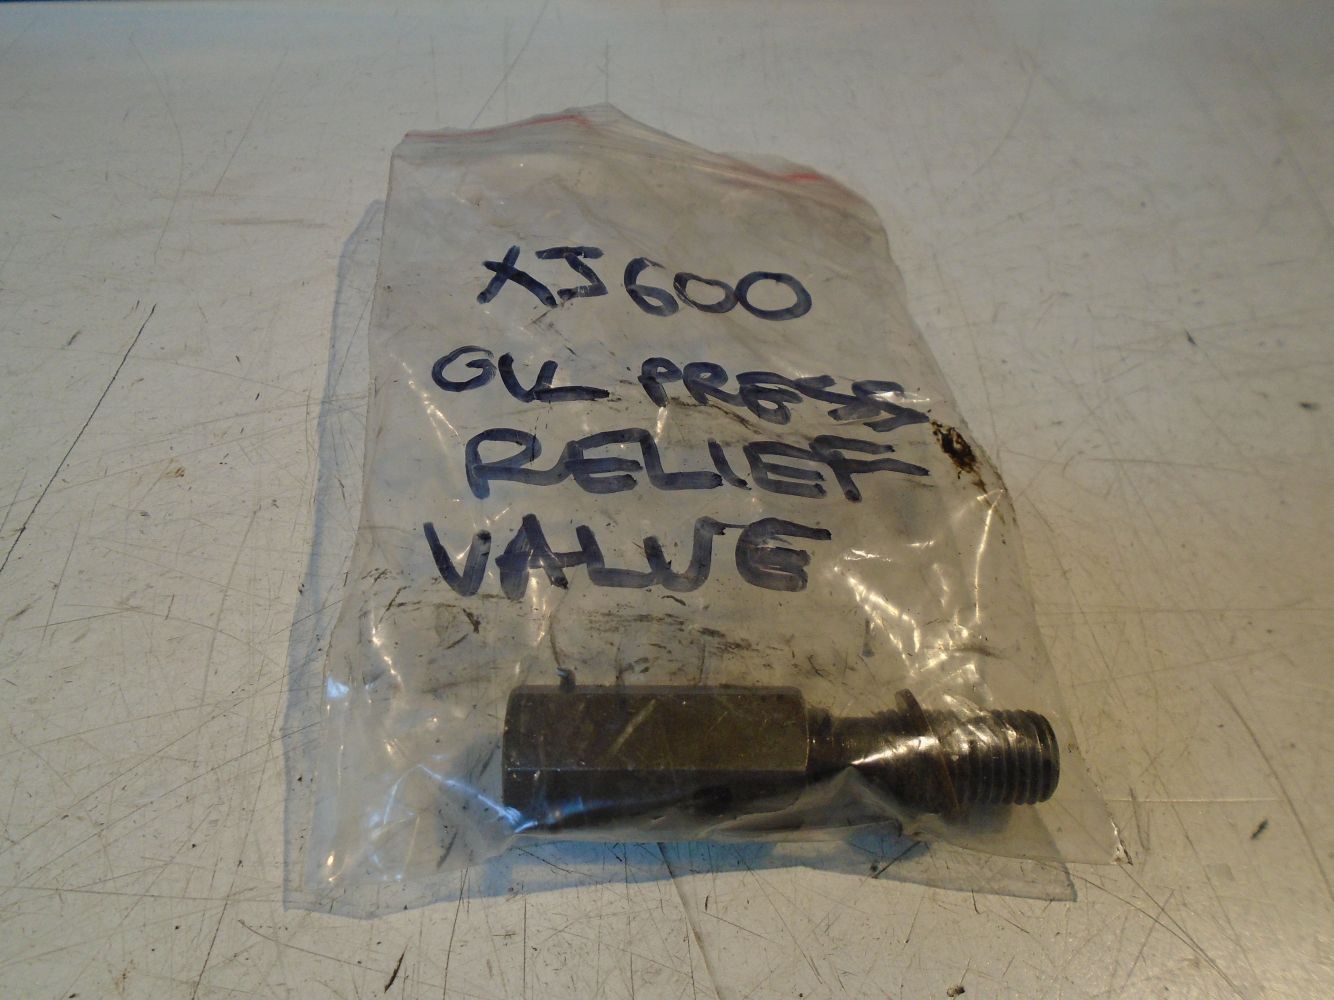 XJ600
OIL PRESS
RELIEF
VALVE